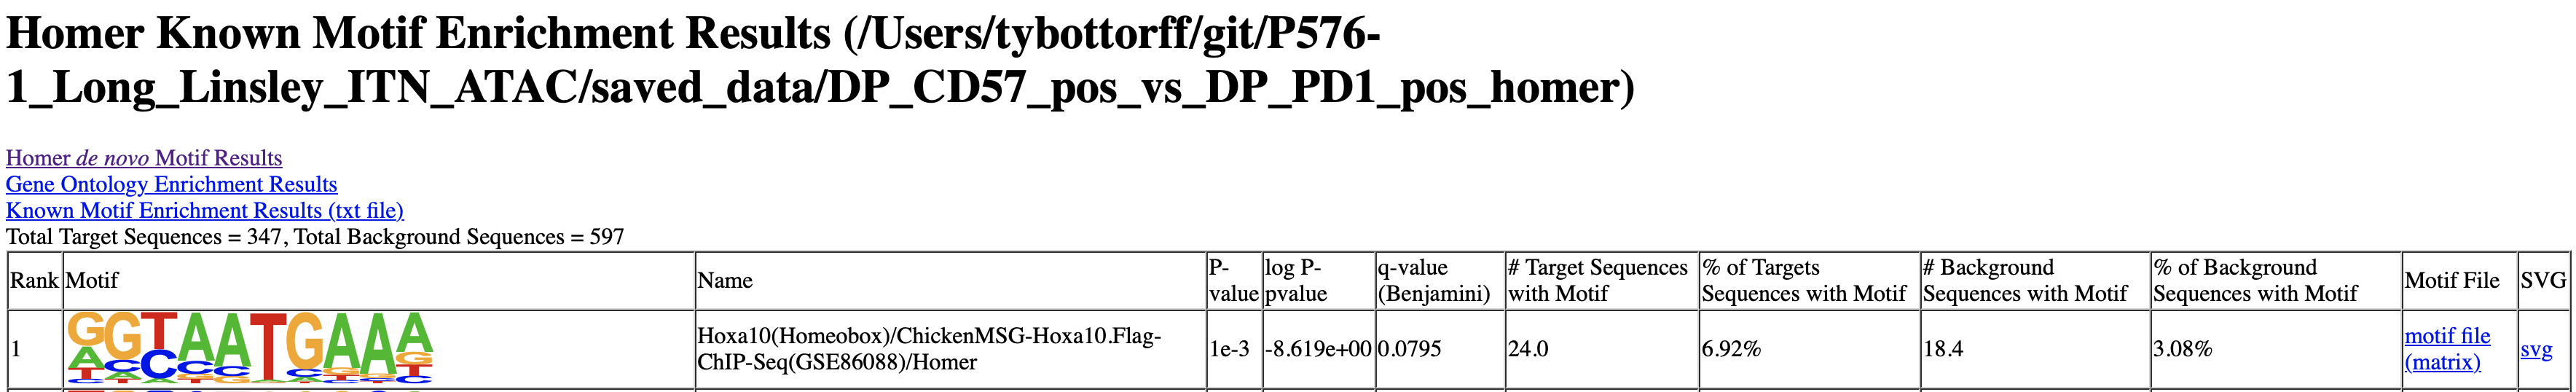 Homer Known Motif Enrichment Results (/Users/tybottorff/git/P576-
1_Long_Linsley_ITN_ATAC/saved_data/DP_CD57_pos_vs_DP_PD1_pos_homer)
Homer de novo Motif Results
Gene Ontology Enrichment Results
Known Motif Enrichment Results (txt file)
Total Target Sequences = 347, Total Background Sequences = 597
Rank Motif Name P-value log P-pvalue q-value (Benjamini) # Target Sequences with Motif % of Targets Sequences with Motif # Background Sequences with Motif % of Background Sequences with Motif Motif File SVG
1 GGTAATGAAA Hoxa10(Homeobox)/ChickenMSG-Hoxa10.Flag-ChIP-Seq(GSE86088)/Homer 1e-3 -8.619e+00 0.0795 24.0 6.92% 18.4 3.08% motif file (matrix) svg